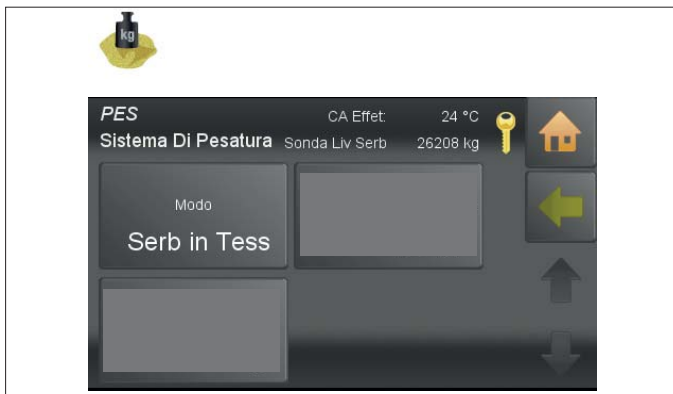 kg
PES
CA Effet: 24 °C
Sistema Di Pesatura Sonda Liv Serb 26208 kg
Modo
Serb in Tess